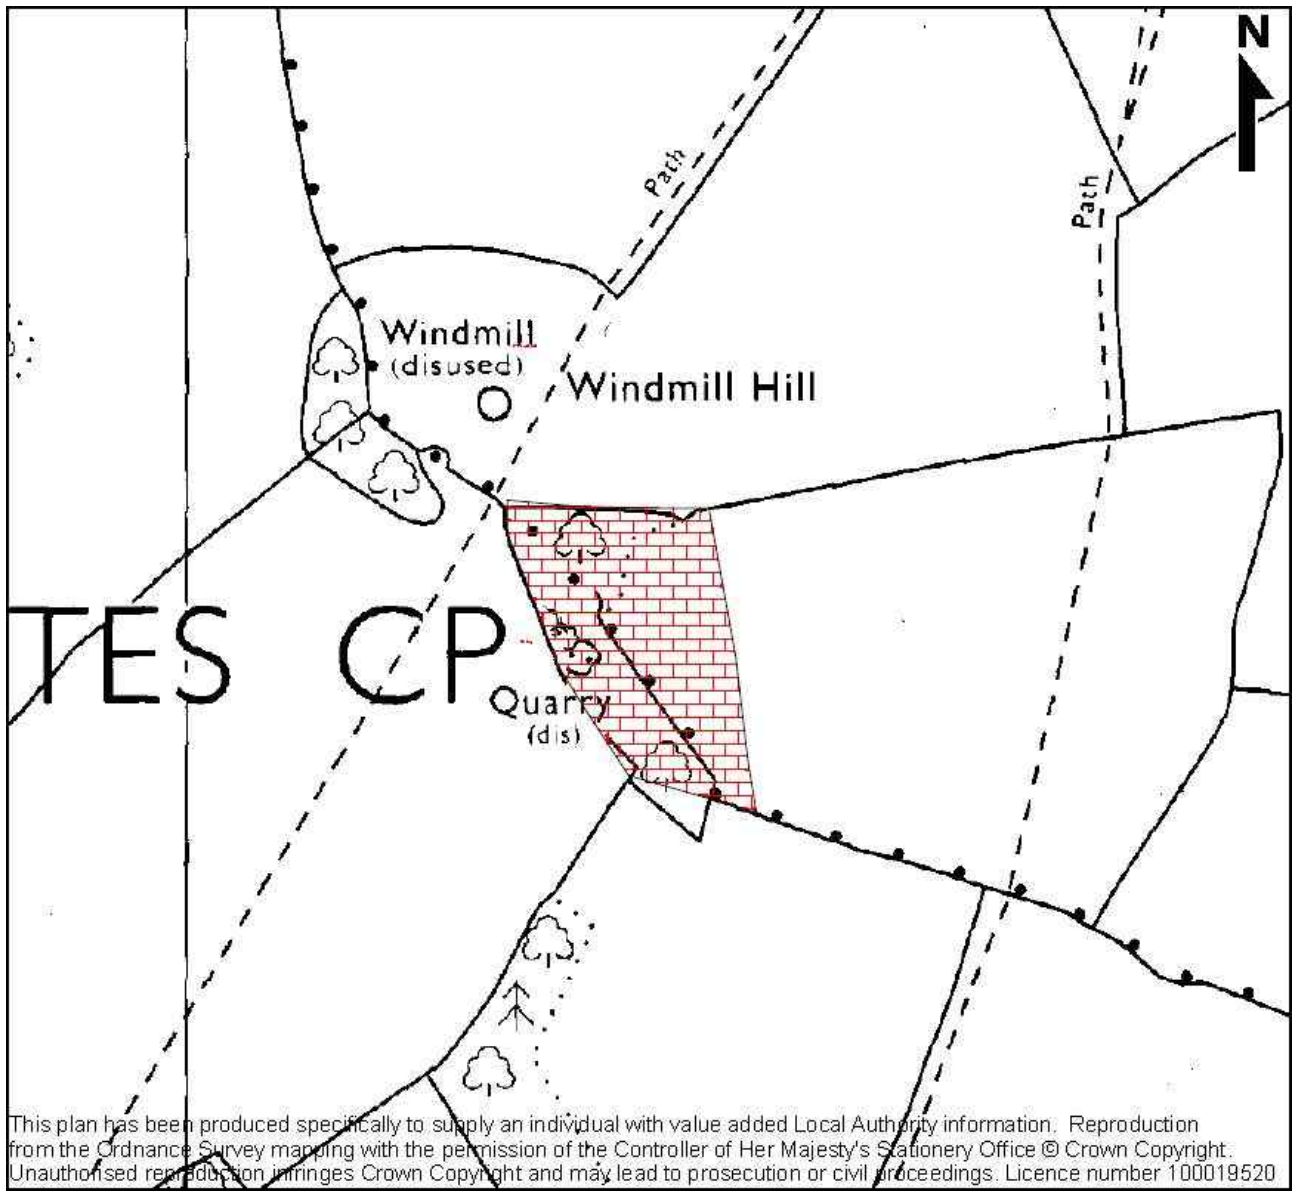 N
Path
Path
Windmill
(disused)
Windmill Hill
TES CP
Quarry
(dis)
This plan has been produced specifically to supply an individual with value added Local Authority information. Reproduction
from the Ordnance Survey mapping with the permission of the Controller of Her Majesty's Stationery Office © Crown Copyright.
Unauthorised reproduction infringes Crown Copyright and may lead to prosecution or civil proceedings. Licence number 100019520